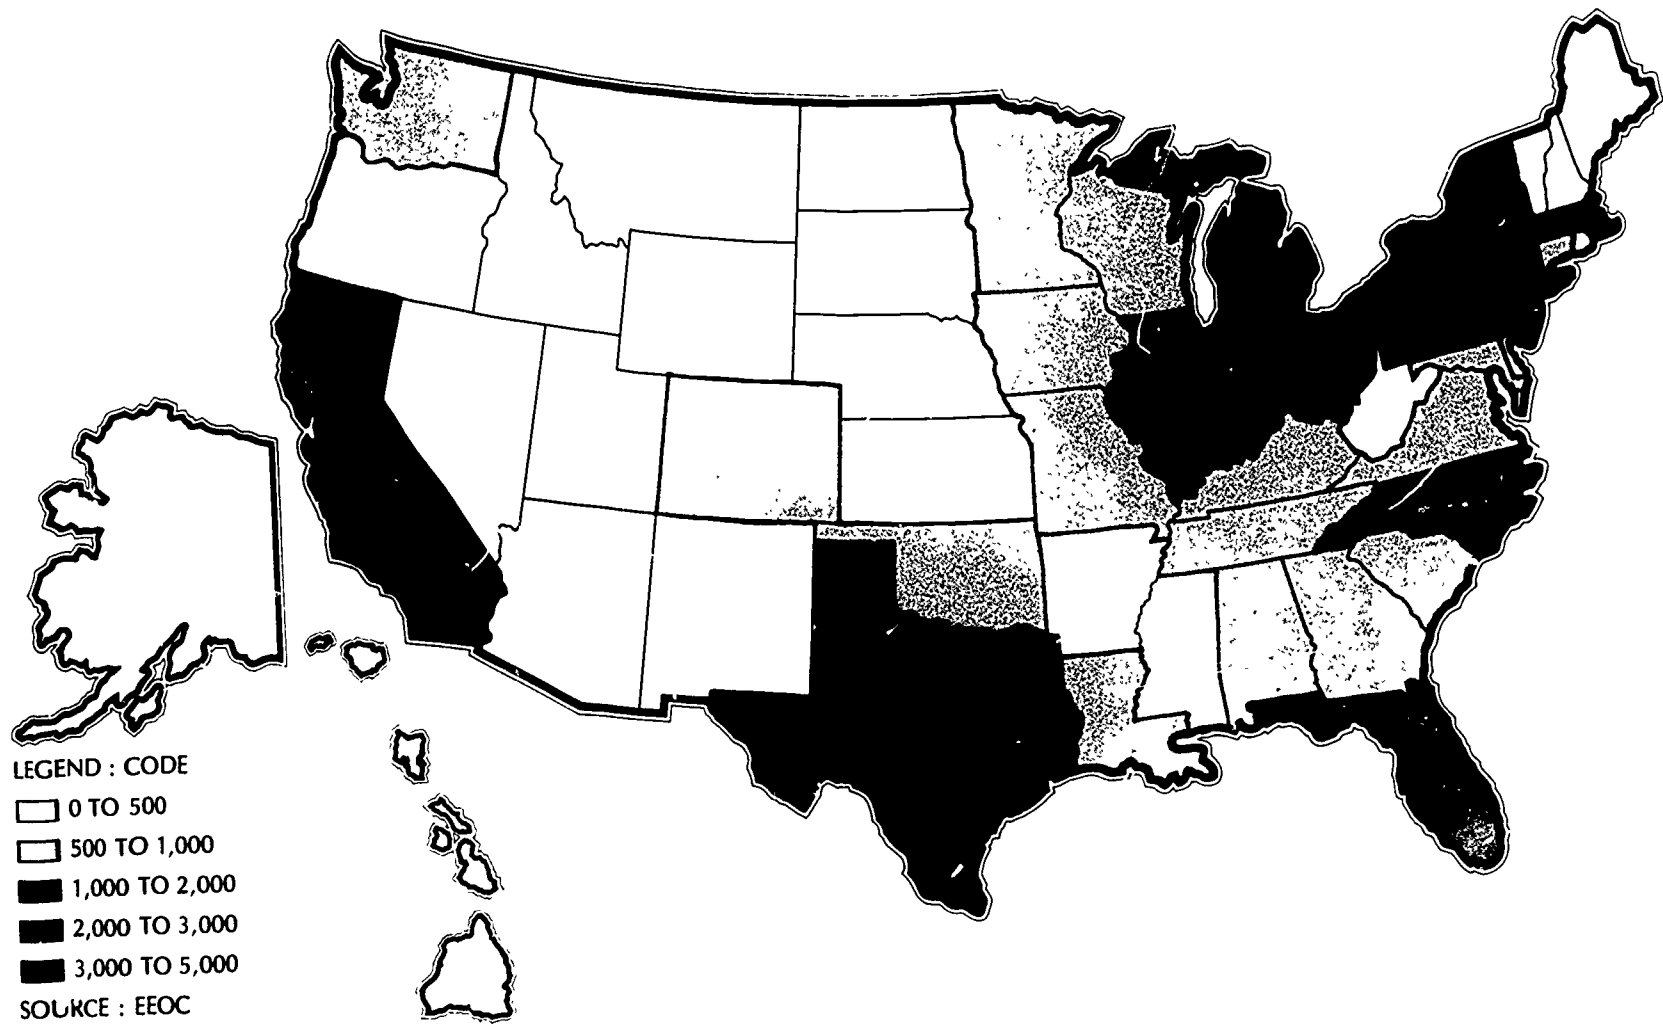 LEGEND : CODE
0 TO 500
500 TO 1,000
1,000 TO 2,000
2,000 TO 3,000
3,000 TO 5,000
SOURCE : EEOC